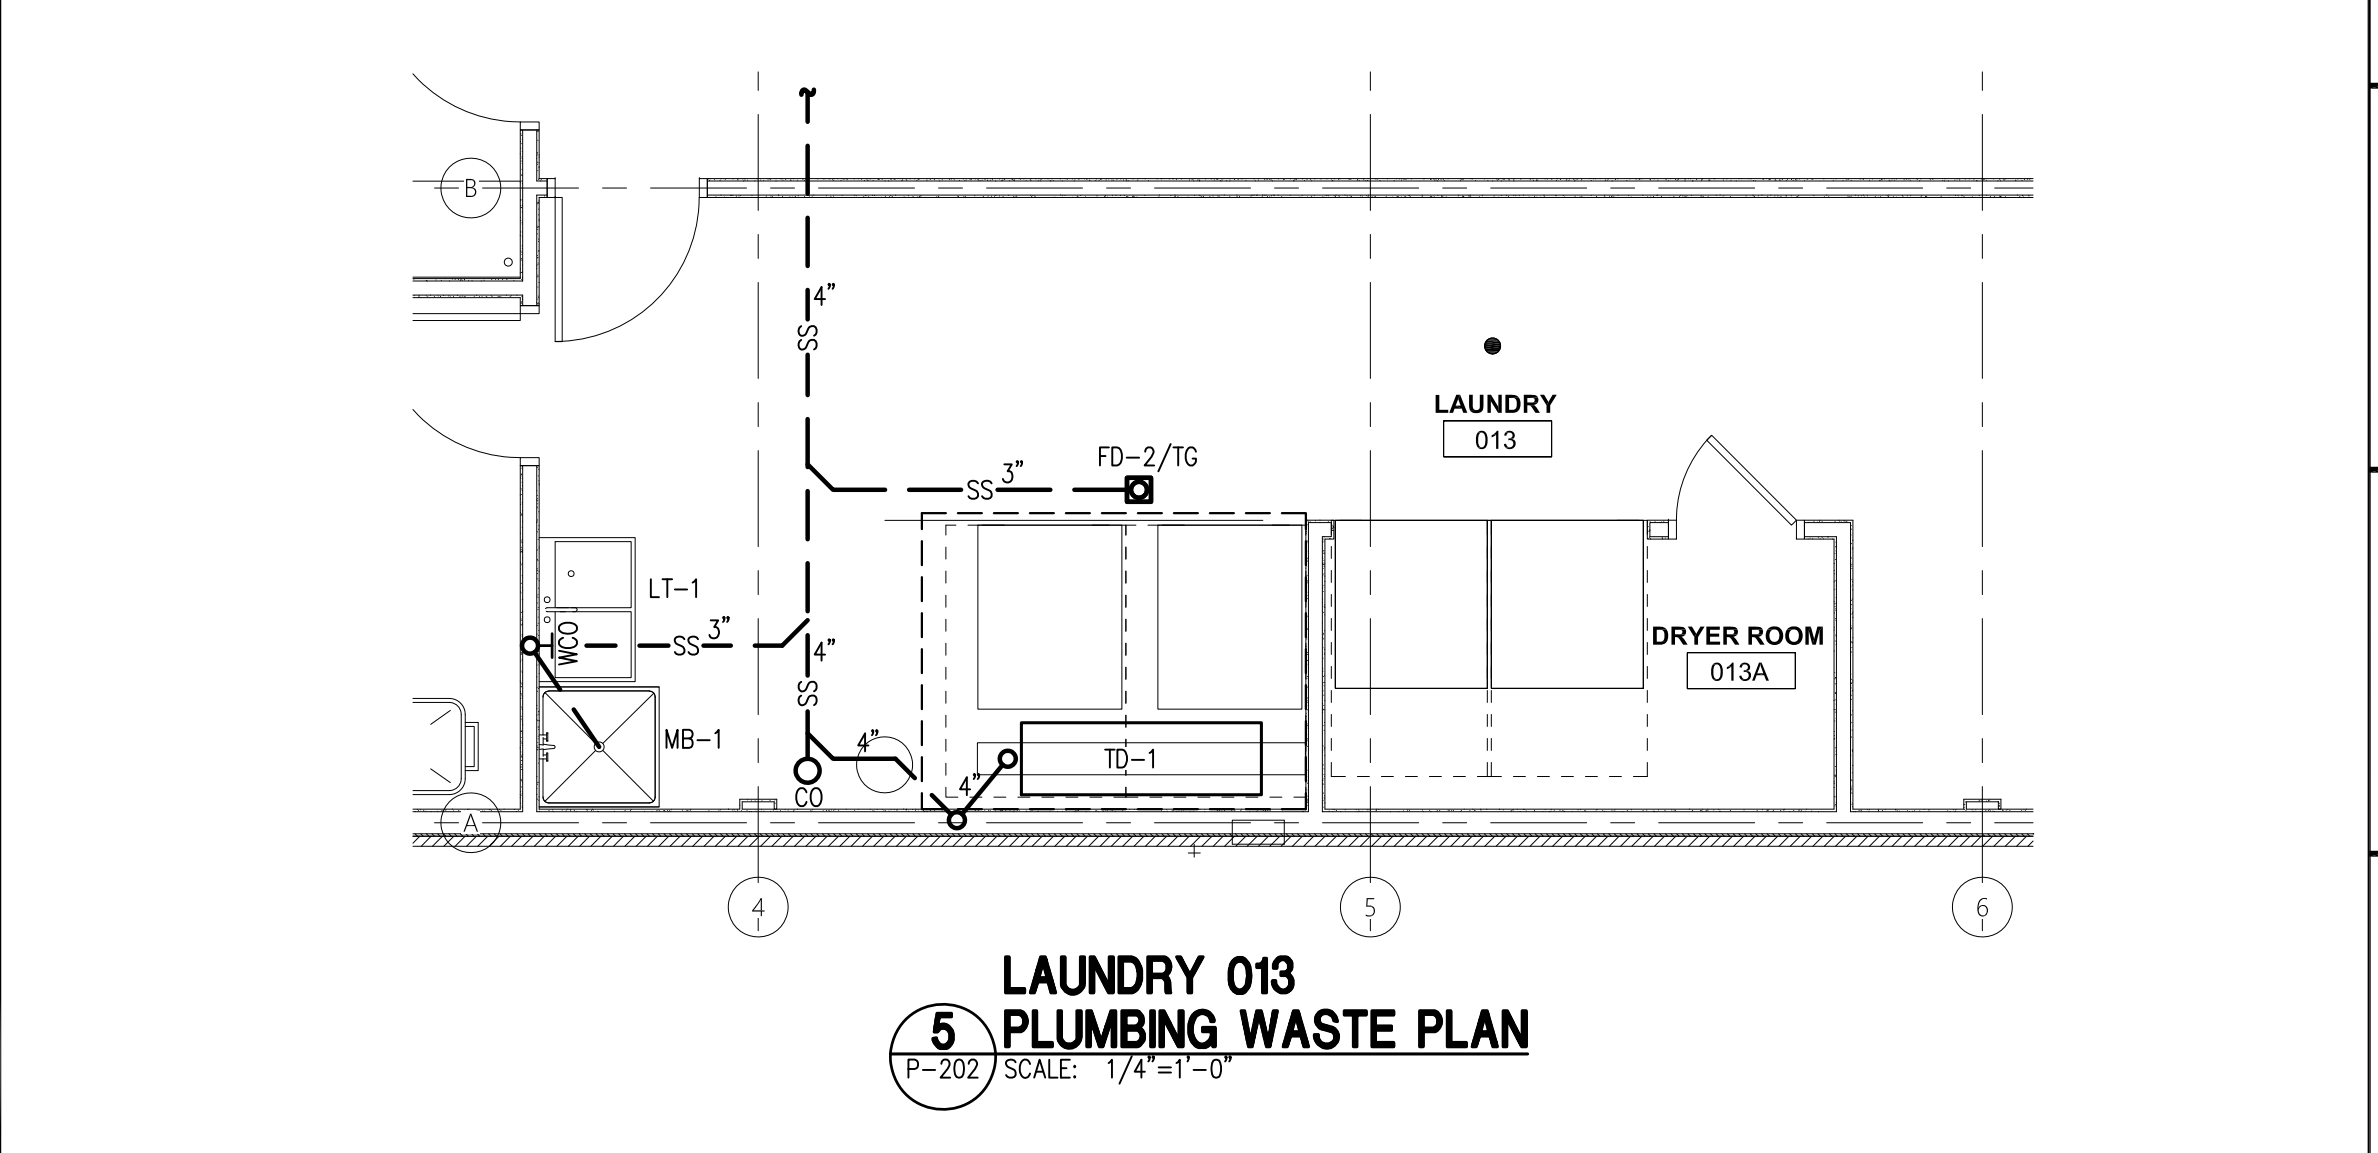 B
4”
SS
LAUNDRY
013
FD-2/TG
3”
SS
LT-1
WCO
SS
3”
4”
SS
DRYER ROOM
013A
MB-1
4”
TD-1
4”
CO
A
4
5
6
LAUNDRY 013
5
PLUMBING WASTE PLAN
P-202
SCALE: 1/4”=1’-0”